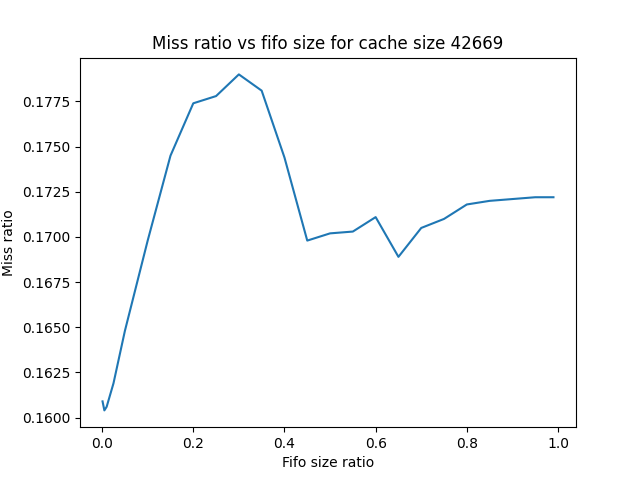 Miss ratio vs fifo size for cache size 42669
Miss ratio
0.1775
0.1750
0.1725
0.1700
0.1675
0.1650
0.1625
0.1600
0.0 0.2 0.4 0.6 0.8 1.0
Fifo size ratio